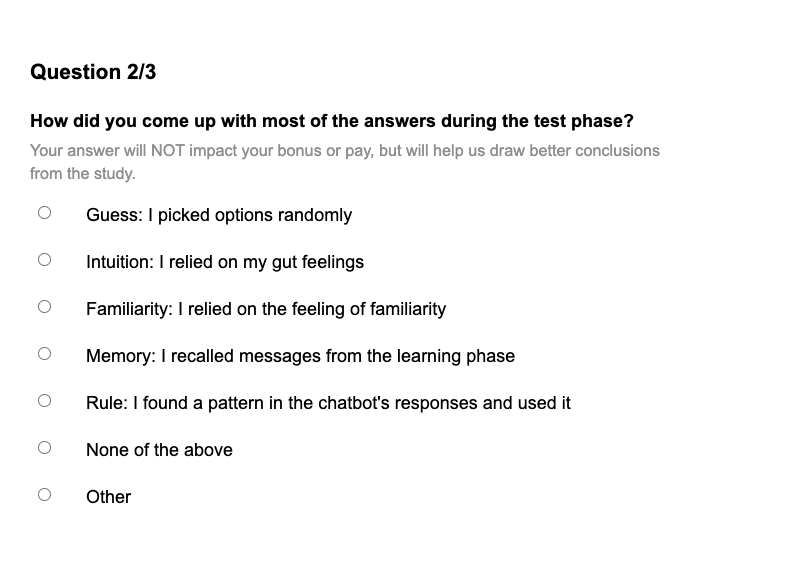 Question 2/3
How did you come up with most of the answers during the test phase?
Your answer will NOT impact your bonus or pay, but will help us draw better conclusions
from the study.
Guess: I picked options randomly
Intuition: I relied on my gut feelings
Familiarity: I relied on the feeling of familiarity
Memory: I recalled messages from the learning phase
Rule: I found a pattern in the chatbot's responses and used it
None of the above
Other